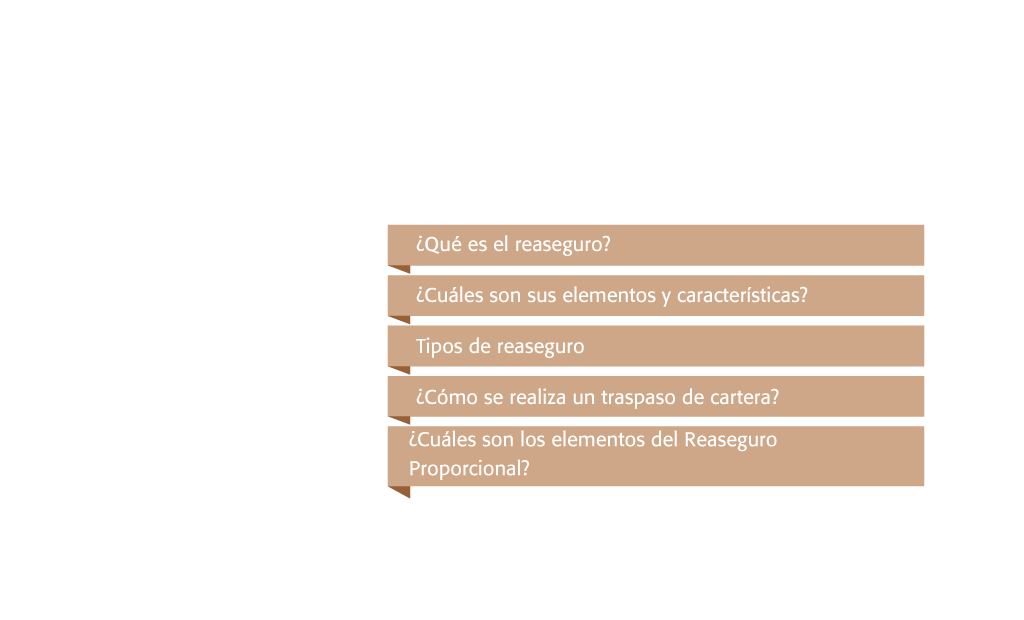 ¿Qué es el reaseguro?
¿Cuáles son sus elementos y características?
Tipos de reaseguro
¿Cómo se realiza un traspaso de cartera?
¿Cuáles son los elementos del Reaseguro
Proporcional?